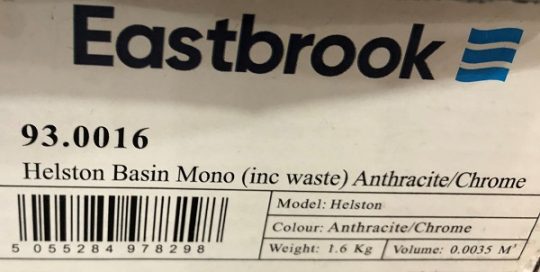 Eastbrook
93.0016
Helston Basin Mono (inc waste) Anthracite/Chrome
Model: Helston
Colour: Anthracite/Chrome
Weight: 1.6 Kg Volume: 0.0035 M³
5 055284 978298